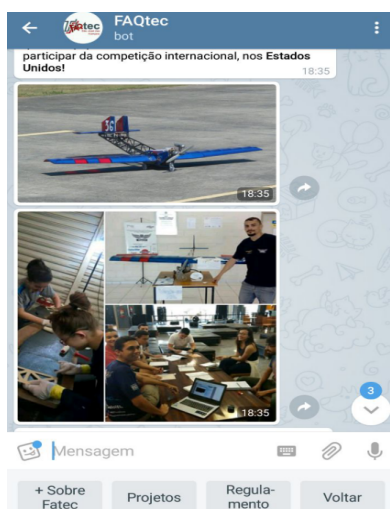 FAQtec
bot
participar da competição internacional, nos Estados
Unidos!
18:35
36
18:35
18:35
3
Mensagem
+ Sobre
Fatec
Projetos
Regula-
mento
Voltar